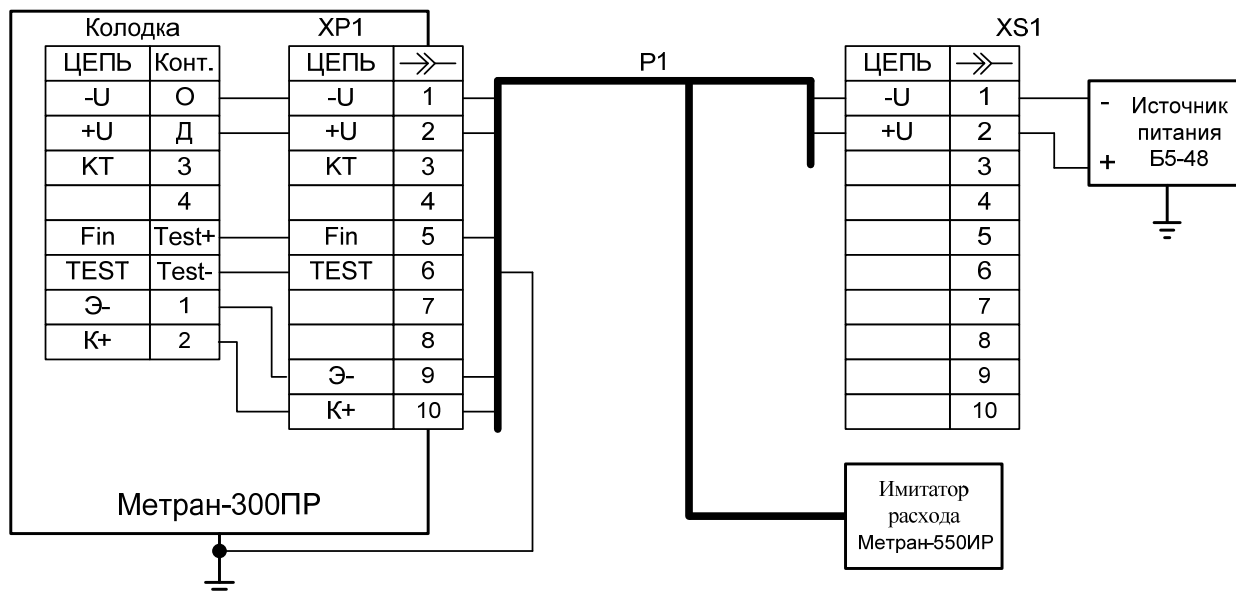 Колодка
ЦЕПЬ Конт.
-U О
+U Д
КТ 3
4
Fin Test+
TEST Test-
Э- 1
К+ 2
XP1
ЦЕПЬ
-U 1
+U 2
КТ 3
4
Fin 5
TEST 6
7
8
Э- 9
К+ 10
Метран-300ПР
P1
XS1
ЦЕПЬ
-U 1
+U 2
3
4
5
6
7
8
9
10
- Источник
питания
+ Б5-48
Имитатор
расхода
Метран-550ИР